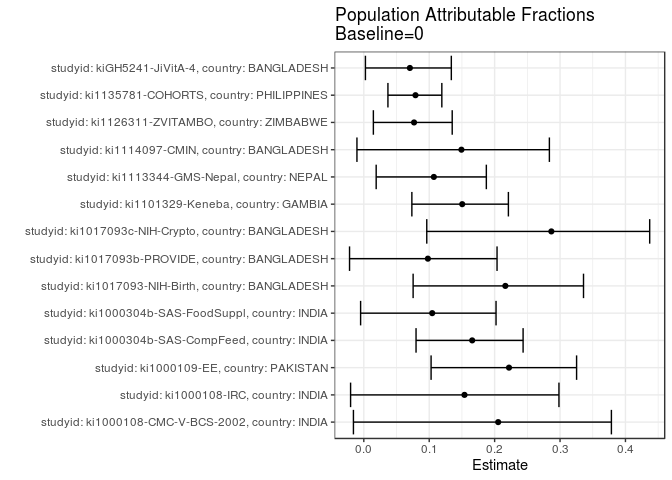 Population Attributable Fractions
Baseline=0
studyid: kiGH5241-JiVitA-4, country: BANGLADESH
studyid: ki1135781-COHORTS, country: PHILIPPINES
studyid: ki1126311-ZVITAMBO, country: ZIMBABWE
studyid: ki1114097-CMIN, country: BANGLADESH
studyid: ki1113344-GMS-Nepal, country: NEPAL
studyid: ki1101329-Keneba, country: GAMBIA
studyid: ki1017093c-NIH-Crypto, country: BANGLADESH
studyid: ki1017093b-PROVIDE, country: BANGLADESH
studyid: ki1017093-NIH-Birth, country: BANGLADESH
studyid: ki1000304b-SAS-FoodSuppl, country: INDIA
studyid: ki1000304b-SAS-CompFeed, country: INDIA
studyid: ki1000109-EE, country: PAKISTAN
studyid: ki1000108-IRC, country: INDIA
studyid: ki1000108-CMC-V-BCS-2002, country: INDIA
0.0 0.1 0.2 0.3 0.4
Estimate